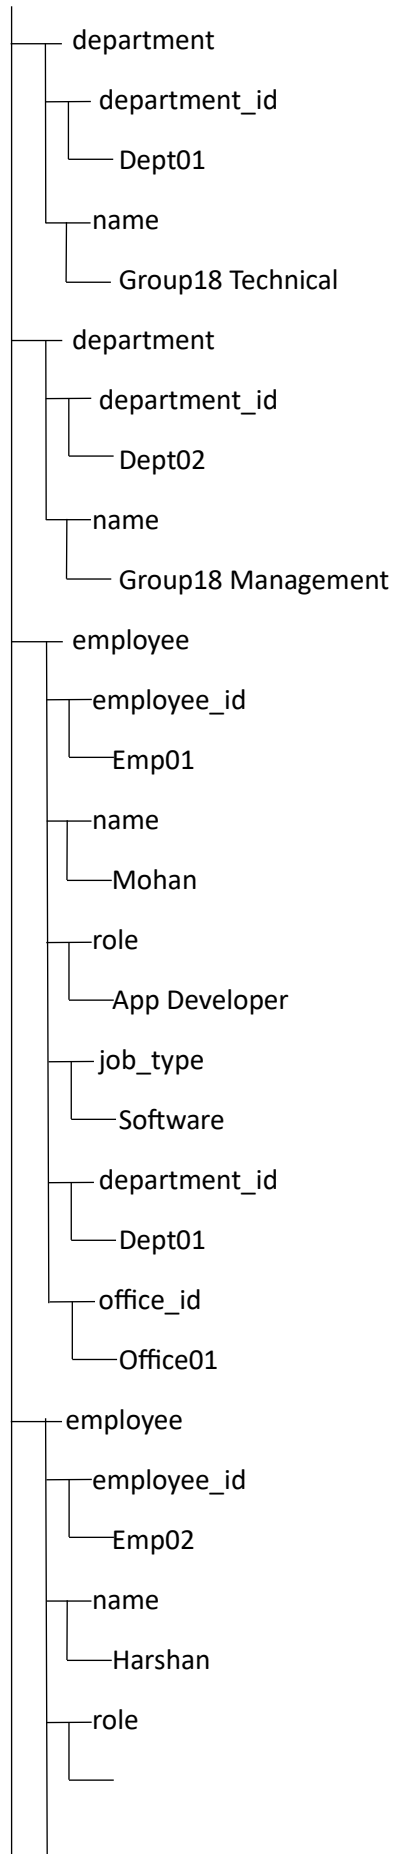 department
department_id
Dept01
name
Group18 Technical
department
department_id
Dept02
name
Group18 Management
employee
employee_id
Emp01
name
Mohan
role
App Developer
job_type
Software
department_id
Dept01
office_id
Office01
employee
employee_id
Emp02
name
Harshan
role